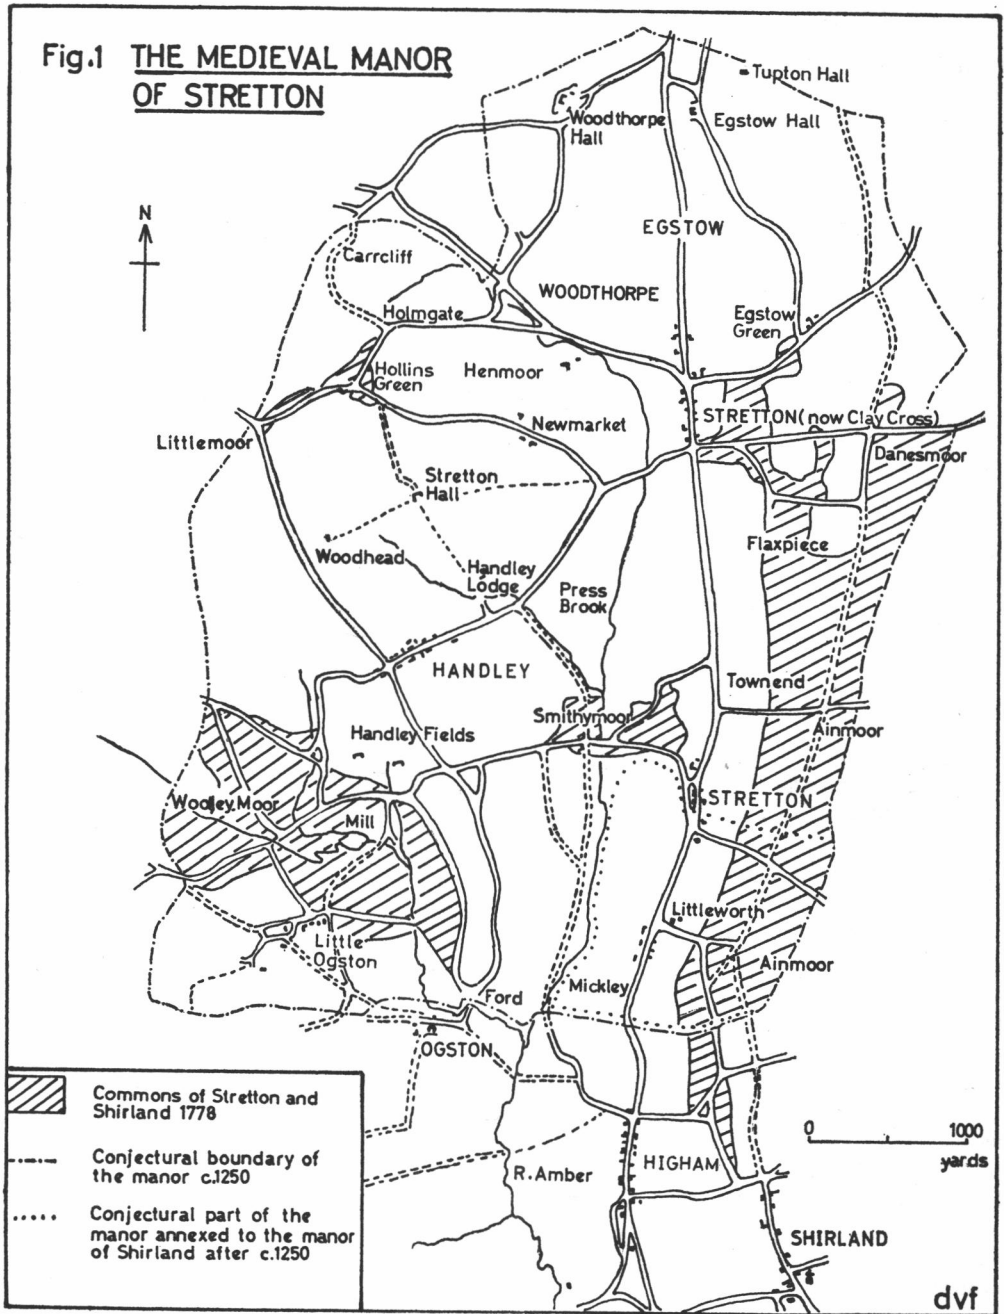 Fig.1 THE MEDIEVAL MANOR
OF STRETTON
Tupton Hall
Woodthorpe
Hall
Egstow Hall
N
EGSTOW
Carrcliff
WOODTHORPE
Holmgate
Egstow
Green
Hollins
Green
Henmoor
Newmarket
STRETTON (now Clay Cross)
Littlemoor
Danesmoor
Stretton
Hall
Woodhead
Flaxpiece
Handley
Lodge
Press
Brook
HANDLEY
Townend
Smithymoor
Ainmoor
Handley Fields
Woolley Moor
STRETTON
Mill
Littleworth
Little
Ogston
Ainmoor
Mickley
Ford
OGSTON
Commons of Stretton and
Shirland 1778
0 1000
yards
Conjectural boundary of
the manor c.1250
R.Amber
HIGHAM
Conjectural part of the
manor annexed to the manor
of Shirland after c.1250
SHIRLAND
dvf